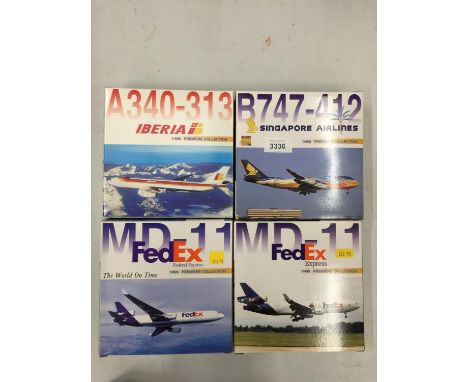 A340-313
IBERIA
1/400 PREMIERE COLLECTION
B747-412
SINGAPORE AIRLINES
3336
1/400 PREMIERE COLLECTION
MD-11
FedEx
Federal Express
1/400 PREMIERE COLLECTION
The World On Time
FedEx
MD-11
FedEx
Express
1/400 PREMIERE COLLECTION
FedEx